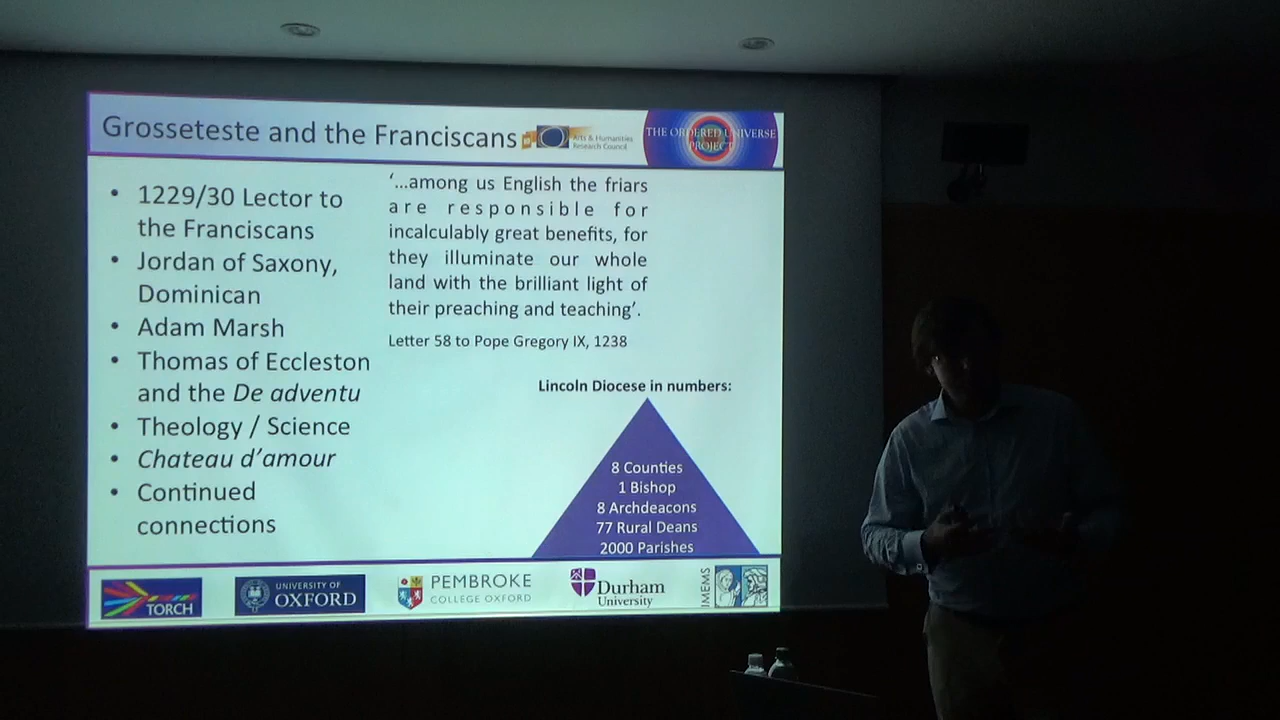 Grosseteste and the Franciscans
Arts & Humanities
Research Council
THE ORDERED UNIVERSE
PROJECT
• 1229/30 Lector to
the Franciscans
• Jordan of Saxony,
Dominican
• Adam Marsh
• Thomas of Eccleston
and the De adventu
• Theology / Science
• Chateau d’amour
• Continued
connections
‘...among us English the friars
are responsible for
incalculably great benefits, for
they illuminate our whole
land with the brilliant light of
their preaching and teaching’.
Letter 58 to Pope Gregory IX, 1238
Lincoln Diocese in numbers:
8 Counties
1 Bishop
8 Archdeacons
77 Rural Deans
2000 Parishes
TORCH
UNIVERSITY OF
OXFORD
PEMBROKE
COLLEGE OXFORD
Durham
University
IMEMS